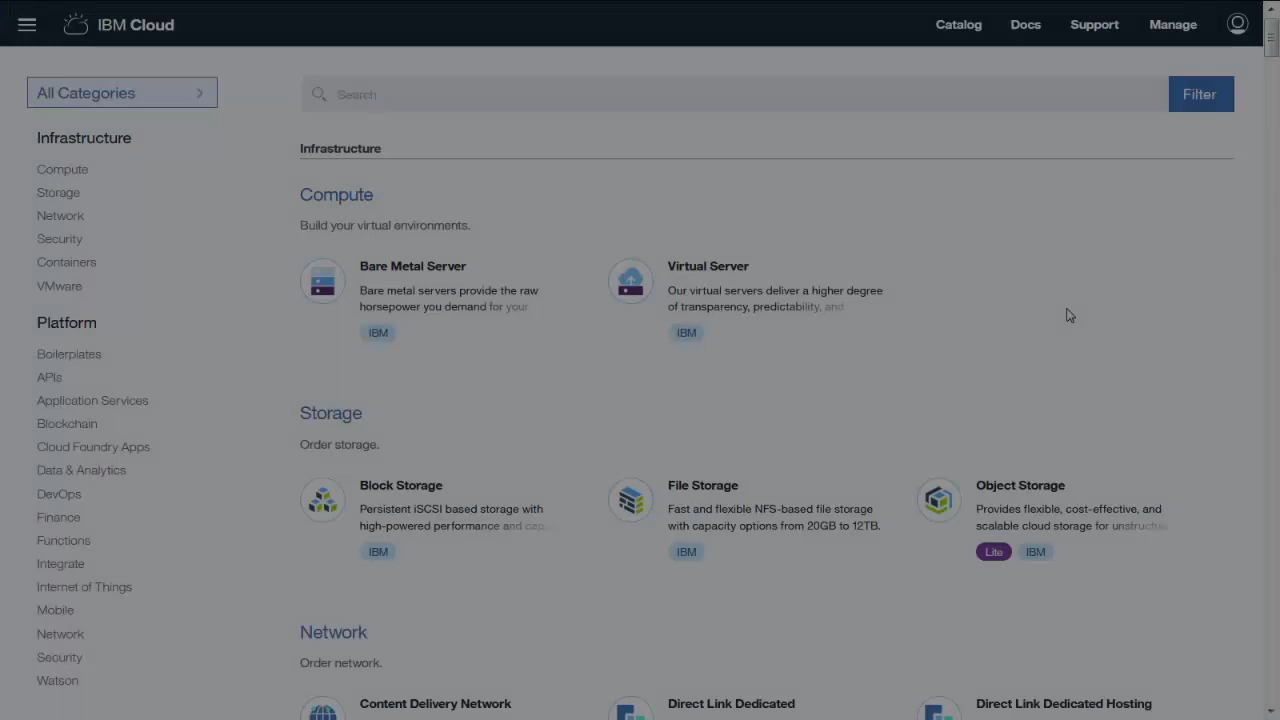 IBM Cloud
Catalog
Docs
Support
Manage
All Categories
Infrastructure
Compute
Storage
Network
Security
Containers
VMware
Platform
Boilerplates
APIs
Application Services
Blockchain
Cloud Foundry Apps
Data & Analytics
DevOps
Finance
Functions
Integrate
Internet of Things
Mobile
Network
Security
Watson
Search
Filter
Infrastructure
Compute
Build your virtual environments.
Bare Metal Server
Bare metal servers provide the raw
horsepower you demand for your
IBM
Virtual Server
Our virtual servers deliver a higher degree
of transparency, predictability, and
IBM
Storage
Order storage.
Block Storage
Persistent iSCSI based storage with
high-powered performance and
IBM
File Storage
Fast and flexible NFS-based file storage
with capacity options from 20GB to 12TB.
IBM
Object Storage
Provides flexible, cost-effective, and
scalable cloud storage for
Lite
IBM
Network
Order network.
Content Delivery Network
Direct Link Dedicated
Direct Link Dedicated Hosting